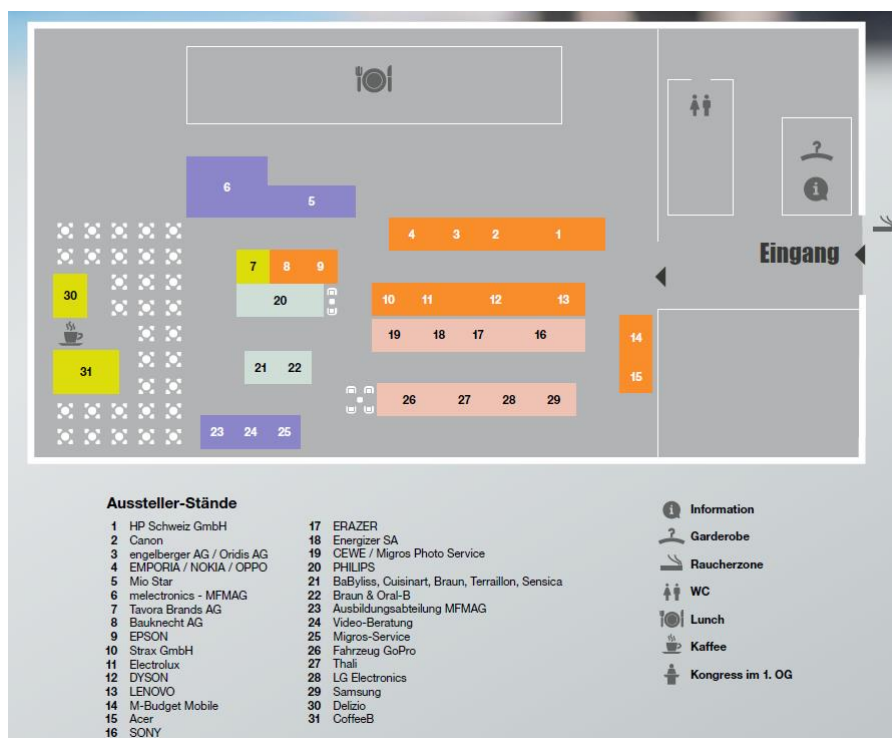 6
5
4 3 2 1
Eingang
7 8 9
20
30
10 11 12 13
19 18 17 16
14
31
21 22
15
26 27 28 29
23 24 25
Aussteller-Stände
1 HP Schweiz GmbH
2 Canon
3 engelberger AG / Oridis AG
4 EMPORIA / NOKIA / OPPO
5 Mio Star
6 melectronics - MFMAG
7 Tavora Brands AG
8 Bauknecht AG
9 EPSON
10 Strax GmbH
11 Electrolux
12 DYSON
13 LENOVO
14 M-Budget Mobile
15 Acer
16 SONY
17 ERAZER
18 Energizer SA
19 CEWE / Migros Photo Service
20 PHILIPS
21 BaByliss, Cuisinart, Braun, Terraillon, Sensica
22 Braun & Oral-B
23 Ausbildungsabteilung MFMAG
24 Video-Beratung
25 Migros-Service
26 Fahrzeug GoPro
27 Thali
28 LG Electronics
29 Samsung
30 Delizio
31 CoffeeB
Information
Garderobe
Raucherzone
WC
Lunch
Kaffee
Kongress im 1. OG